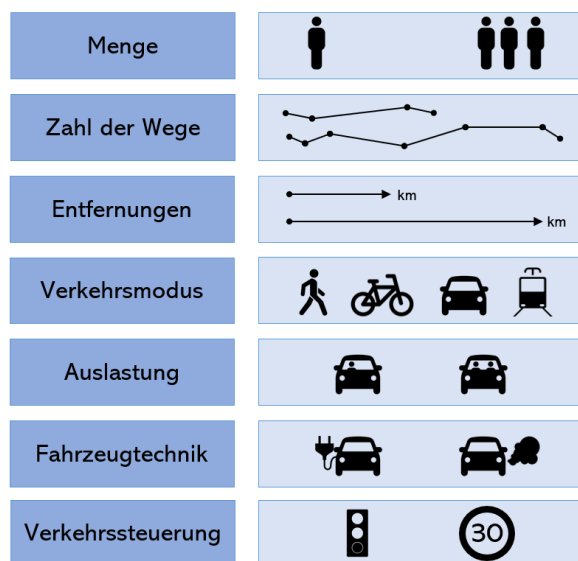 Menge
Zahl der Wege
Entfernungen
km
km
Verkehrsmodus
Auslastung
Fahrzeugtechnik
Verkehrssteuerung
30